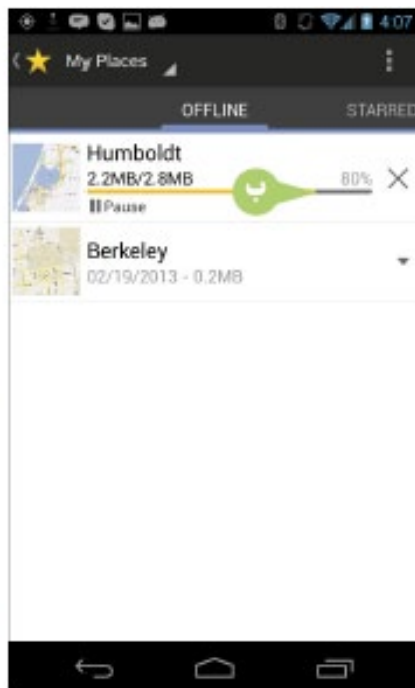 4:07
My Places
OFFLINE STARRED
Humboldt
2.2MB/2.8MB 80%
Pause
Berkeley
02/19/2013 - 0.2MB